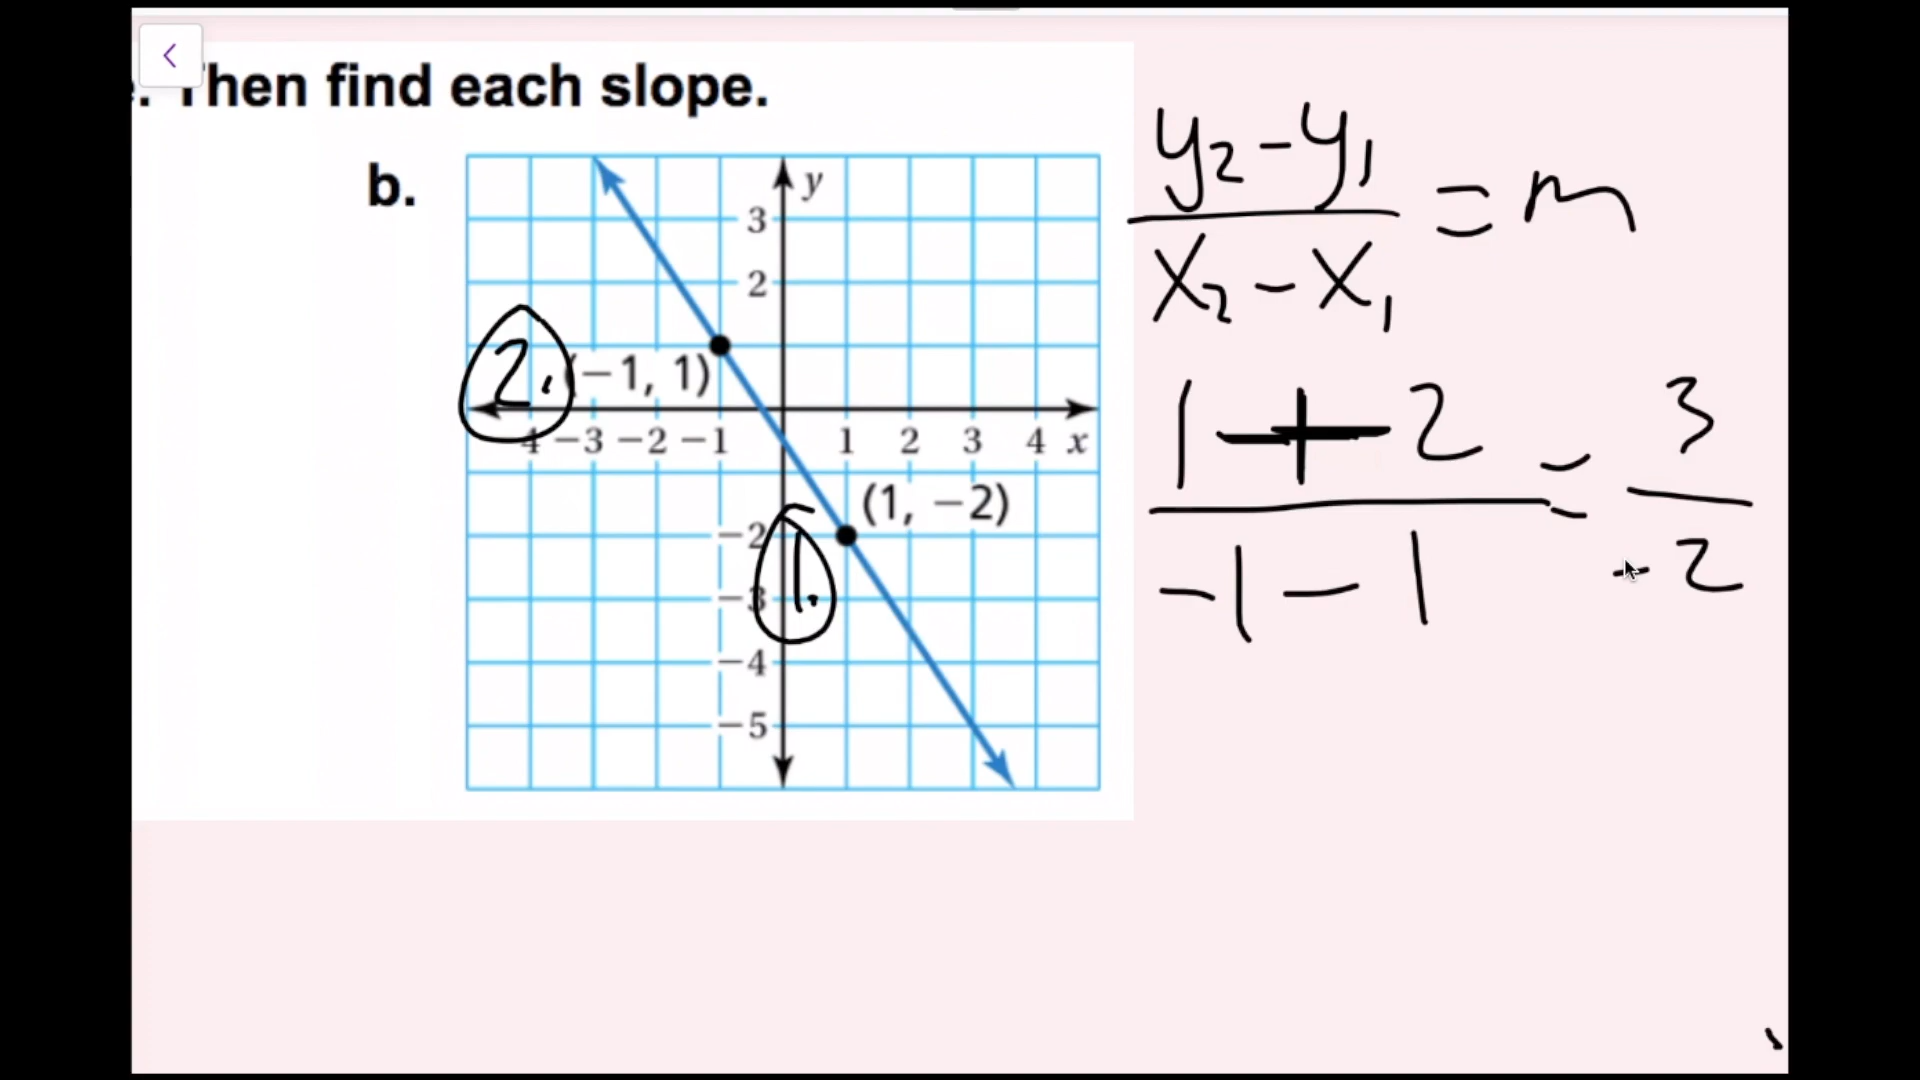 . Then find each slope.
b.
y
3
2
2. (−1, 1)
4 −3 −2 −1 1 2 3 4 x
(1, −2)
−2
1.
−3
−4
−5
y2 - y1
x2 - x1
= m
1 + 2
-1 - 1
=
3
-2